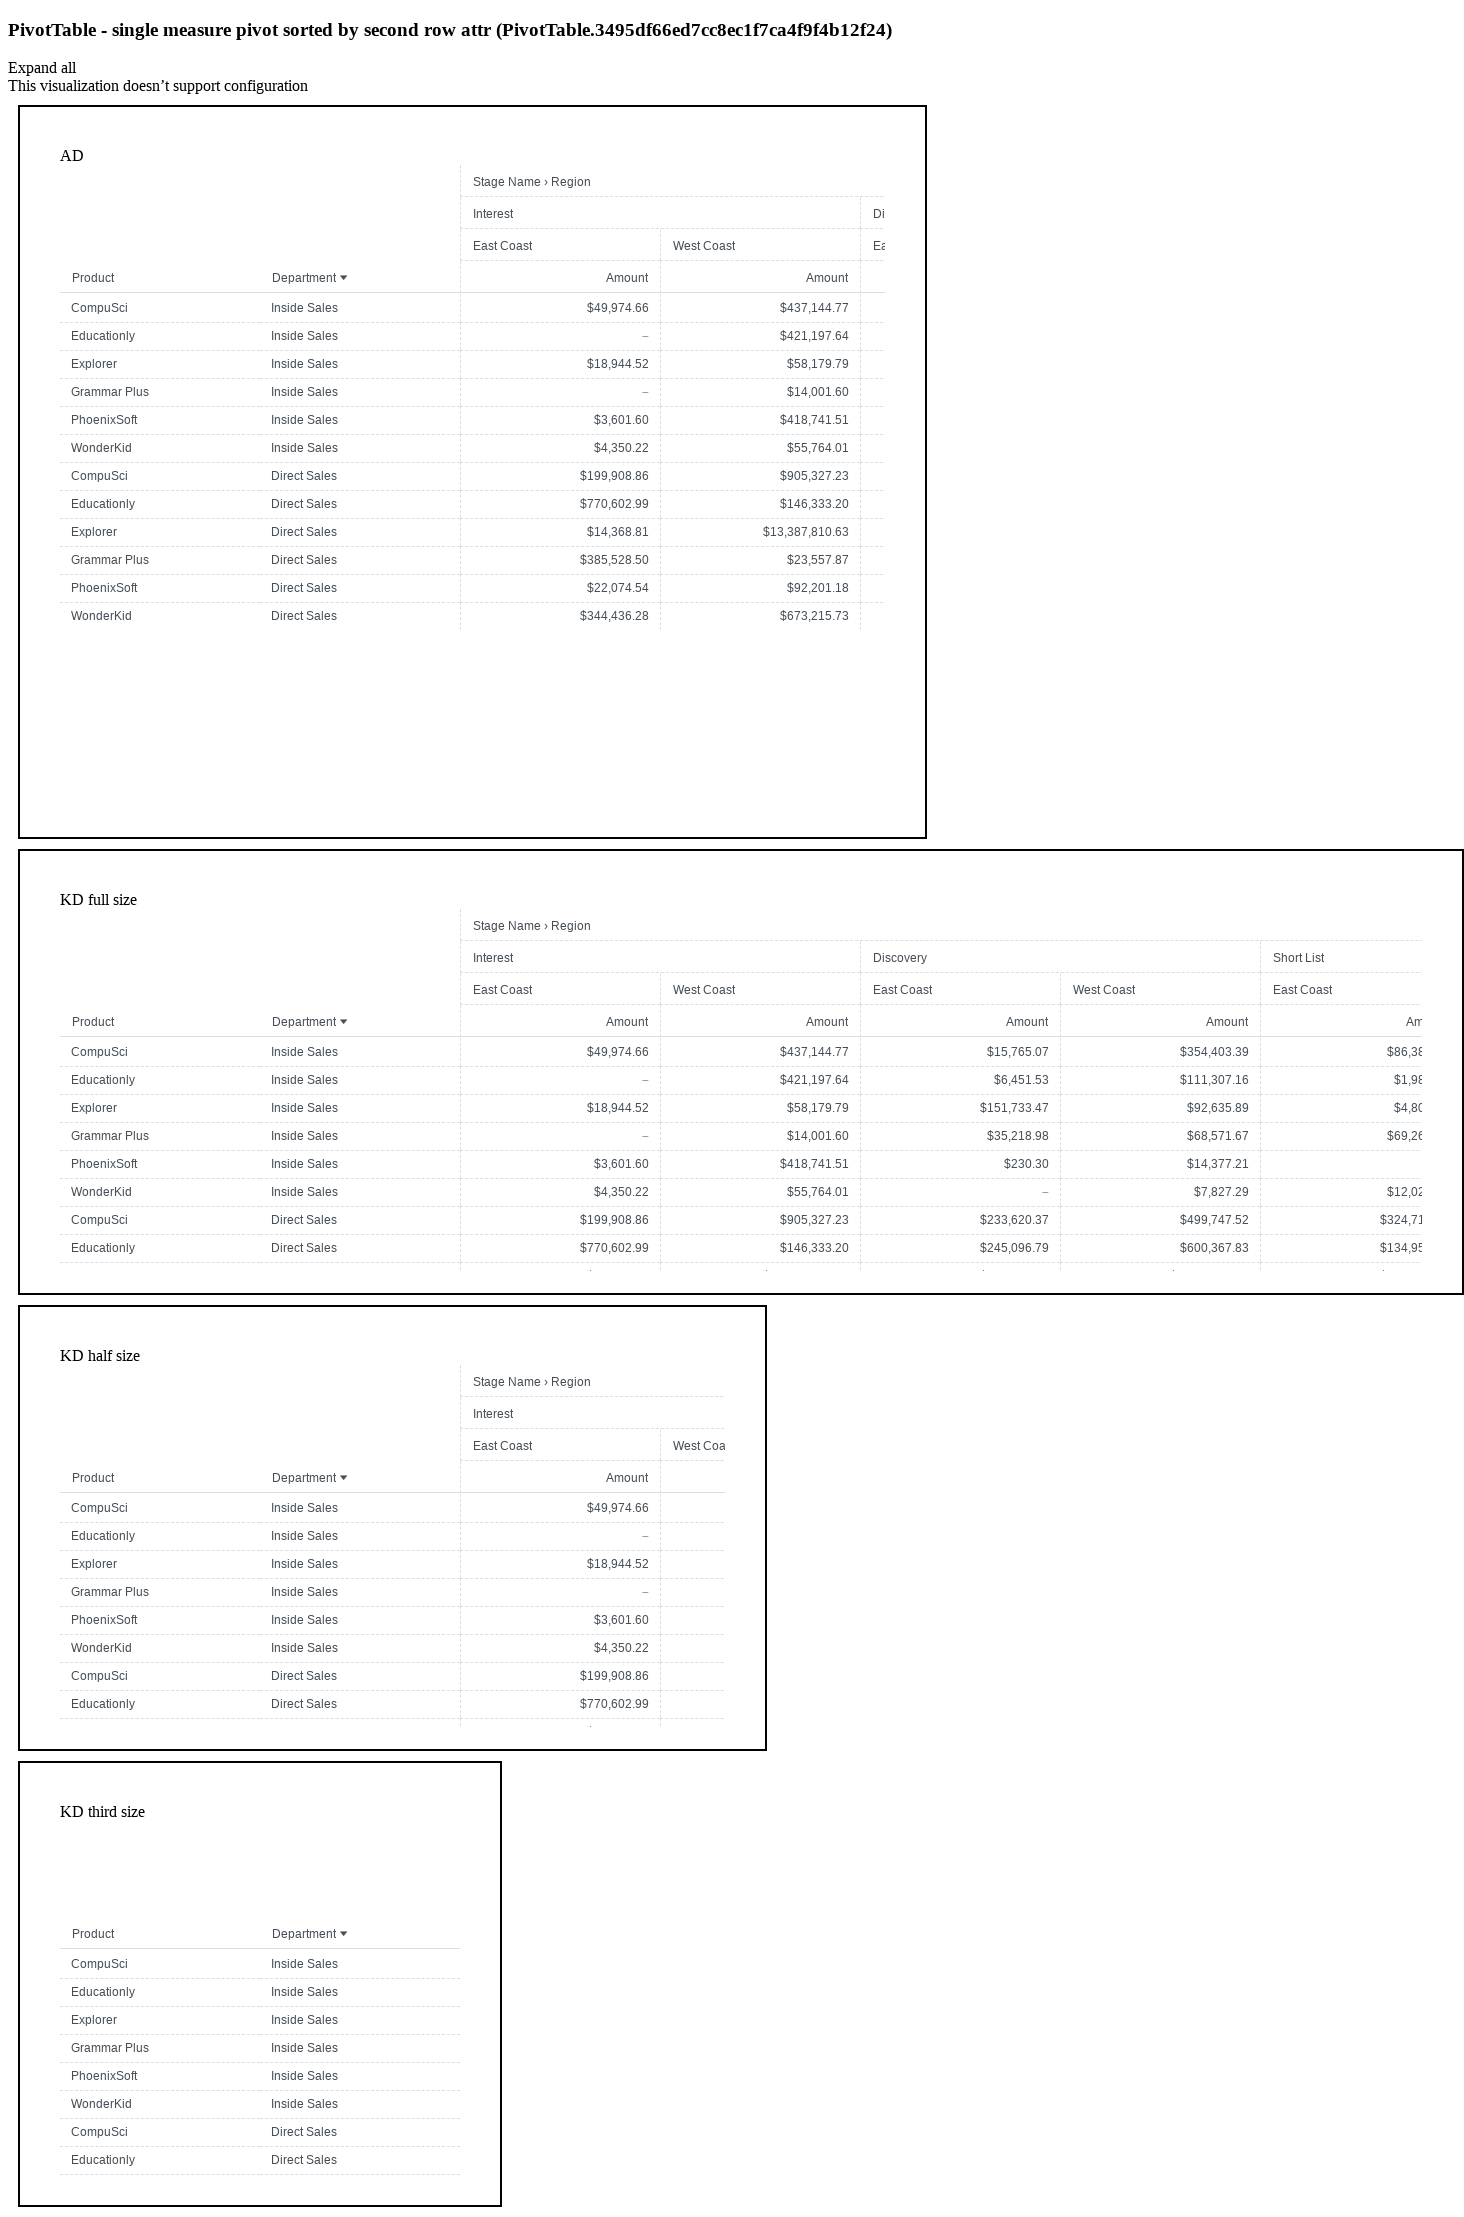 PivotTable - single measure pivot sorted by second row attr (PivotTable.3495df66ed7cc8ec1f7ca4f9f4b12f24)
Expand all
This visualization doesn’t support configuration
AD
Stage Name › Region
Interest Di
East Coast West Coast Ea
Product Department Amount Amount
CompuSci Inside Sales $49,974.66 $437,144.77
Educationly Inside Sales – $421,197.64
Explorer Inside Sales $18,944.52 $58,179.79
Grammar Plus Inside Sales – $14,001.60
PhoenixSoft Inside Sales $3,601.60 $418,741.51
WonderKid Inside Sales $4,350.22 $55,764.01
CompuSci Direct Sales $199,908.86 $905,327.23
Educationly Direct Sales $770,602.99 $146,333.20
Explorer Direct Sales $14,368.81 $13,387,810.63
Grammar Plus Direct Sales $385,528.50 $23,557.87
PhoenixSoft Direct Sales $22,074.54 $92,201.18
WonderKid Direct Sales $344,436.28 $673,215.73
KD full size
Stage Name › Region
Interest Discovery Short List
East Coast West Coast East Coast West Coast East Coast
Product Department Amount Amount Amount Amount Am
CompuSci Inside Sales $49,974.66 $437,144.77 $15,765.07 $354,403.39 $86,38
Educationly Inside Sales – $421,197.64 $6,451.53 $111,307.16 $1,98
Explorer Inside Sales $18,944.52 $58,179.79 $151,733.47 $92,635.89 $4,80
Grammar Plus Inside Sales – $14,001.60 $35,218.98 $68,571.67 $69,26
PhoenixSoft Inside Sales $3,601.60 $418,741.51 $230.30 $14,377.21
WonderKid Inside Sales $4,350.22 $55,764.01 – $7,827.29 $12,02
CompuSci Direct Sales $199,908.86 $905,327.23 $233,620.37 $499,747.52 $324,71
Educationly Direct Sales $770,602.99 $146,333.20 $245,096.79 $600,367.83 $134,95
KD half size
Stage Name › Region
Interest
East Coast West Coa
Product Department Amount
CompuSci Inside Sales $49,974.66
Educationly Inside Sales –
Explorer Inside Sales $18,944.52
Grammar Plus Inside Sales –
PhoenixSoft Inside Sales $3,601.60
WonderKid Inside Sales $4,350.22
CompuSci Direct Sales $199,908.86
Educationly Direct Sales $770,602.99
KD third size
Product Department
CompuSci Inside Sales
Educationly Inside Sales
Explorer Inside Sales
Grammar Plus Inside Sales
PhoenixSoft Inside Sales
WonderKid Inside Sales
CompuSci Direct Sales
Educationly Direct Sales